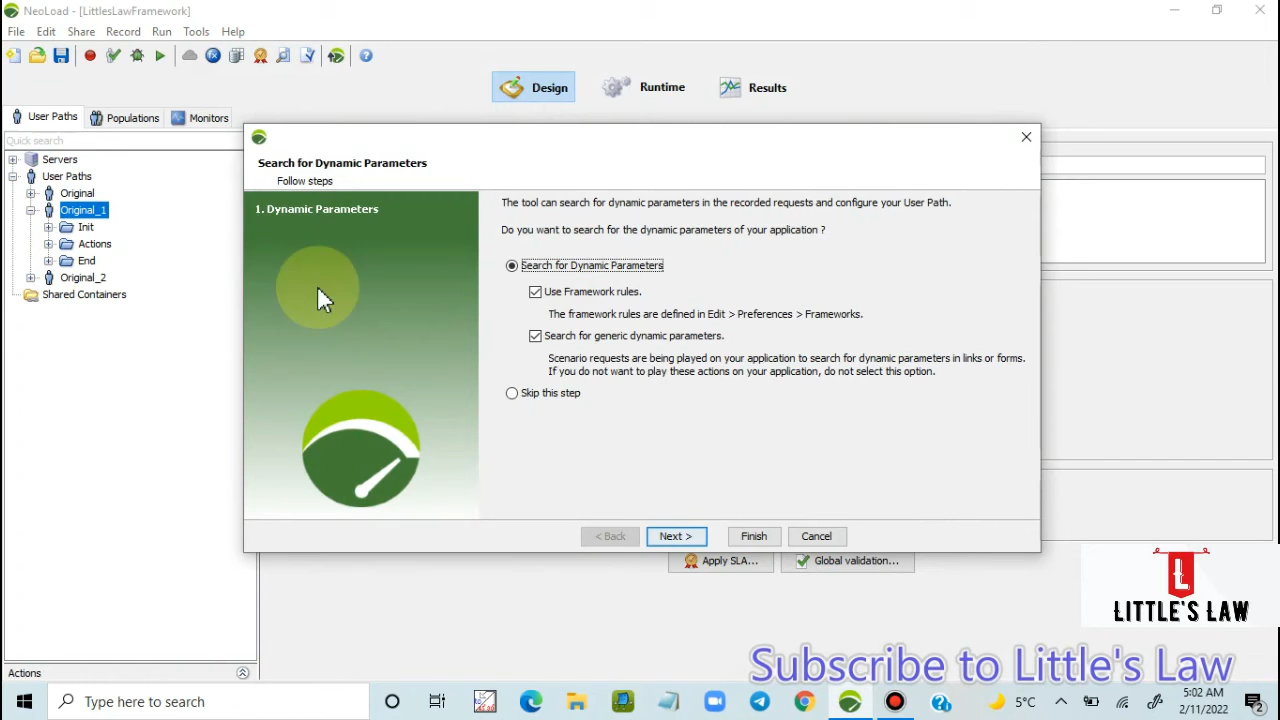 NeoLoad - [LittlesLawFramework]
File Edit Share Record Run Tools Help
Design Runtime Results
User Paths Populations Monitors
Quick search
Servers
User Paths
Original
Original_1
Init
Actions
End
Original_2
Shared Containers
Search for Dynamic Parameters
Follow steps
1. Dynamic Parameters
The tool can search for dynamic parameters in the recorded requests and configure your User Path.
Do you want to search for the dynamic parameters of your application ?
Search for Dynamic Parameters
Use Framework rules.
The framework rules are defined in Edit > Preferences > Frameworks.
Search for generic dynamic parameters.
Scenario requests are being played on your application to search for dynamic parameters in links or forms.
If you do not want to play these actions on your application, do not select this option.
Skip this step
< Back Next > Finish Cancel
Apply SLA... Global validation...
L
LITTLE'S LAW
Subscribe to Little's Law
Actions
Type here to search
5°C
5:02 AM
2/11/2022
2